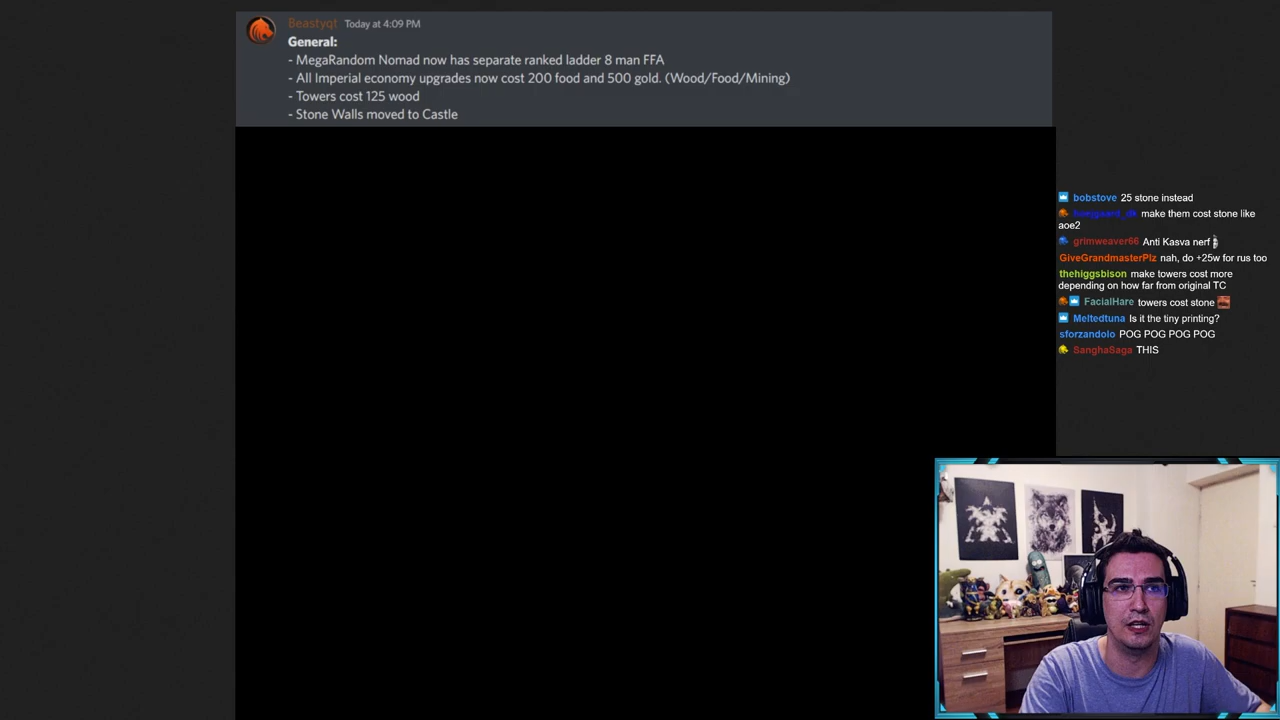 Beastyqt Today at 4:09 PM
General:
- MegaRandom Nomad now has separate ranked ladder 8 man FFA
- All Imperial economy upgrades now cost 200 food and 500 gold. (Wood/Food/Mining)
- Towers cost 125 wood
- Stone Walls moved to Castle
bobstove 25 stone instead
make them cost stone like
aoe2
grimweaver66 Anti Kasva nerf
GiveGrandmasterPlz nah, do +25w for rus too
thehiggsbison make towers cost more
depending on how far from original TC
FacialHare towers cost stone
Meltedtuna Is it the tiny printing?
sforzandolo POG POG POG POG
SanghaSaga THIS